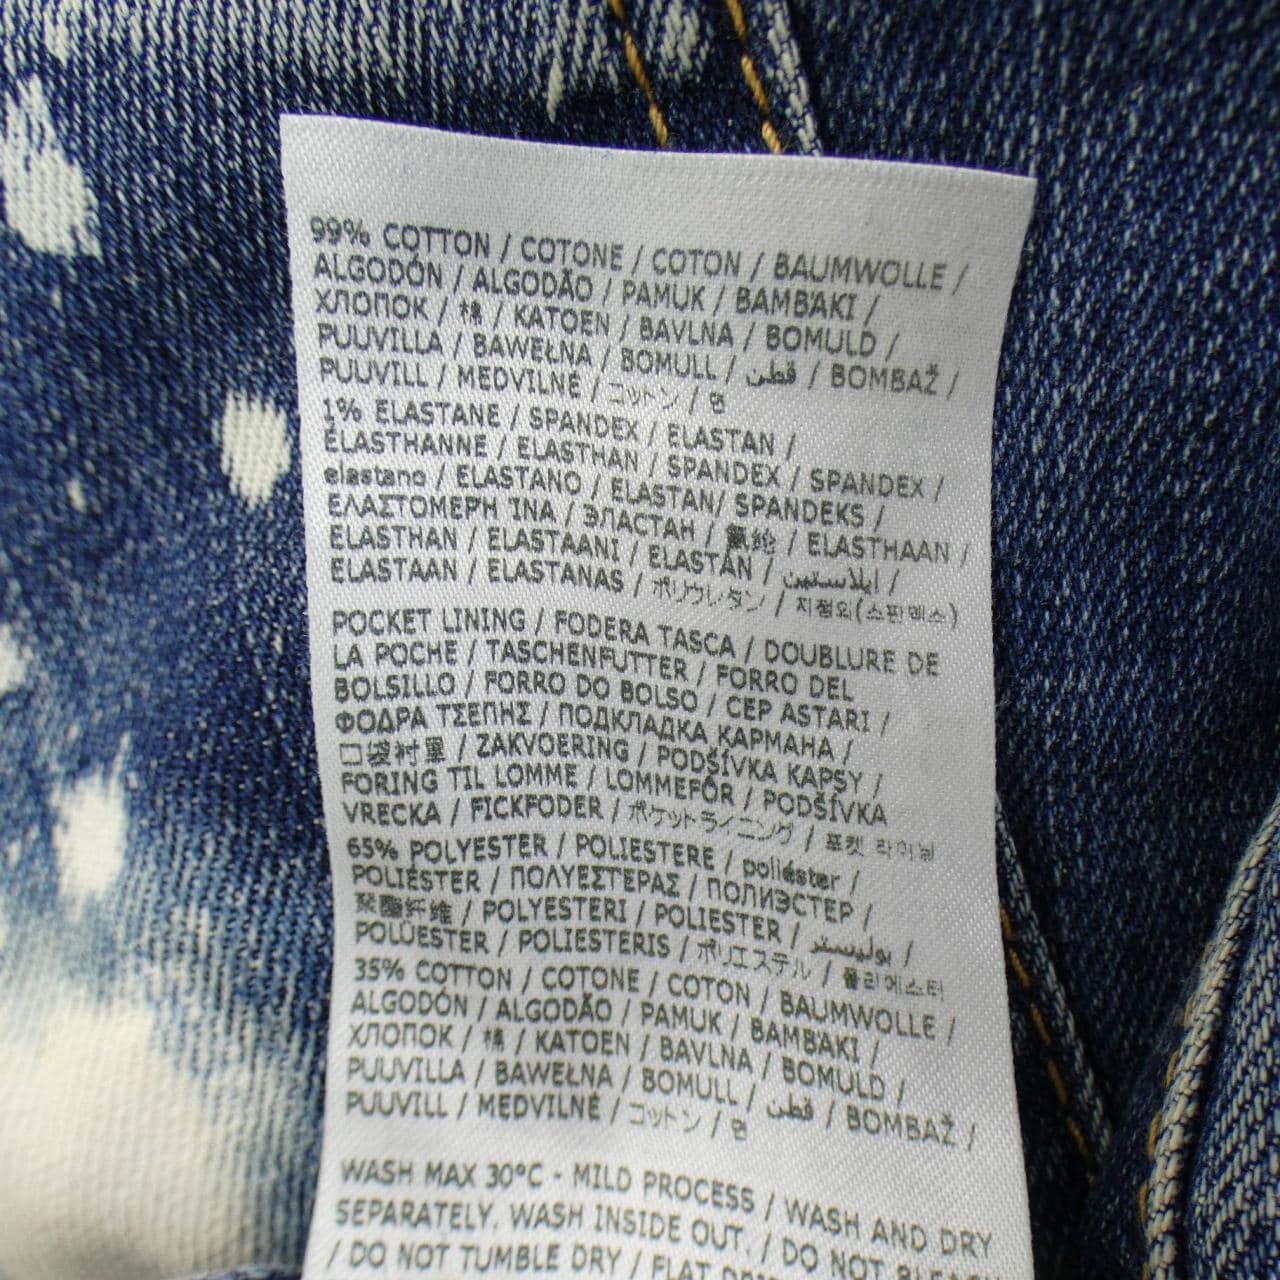 99% COTTON / COTONE / COTON / BAUMWOLLE /
ALGODÓN / ALGODÃO / PAMUK / BAMBAKI /
ХЛОПОК / 棉 / KATOEN / BAVLNA / BOMULD /
PUUVILLA / BAWEŁNA / BOMULL / قطن / BOMBAŽ /
PUUVILL / MEDVILNĖ / コットン / 면
1% ELASTANE / SPANDEX / ELASTAN /
ÉLASTHANNE / ELASTHAN / SPANDEX / SPANDEX /
elastano / ELASTANO / ELASTAN/ SPANDEKS /
ΕΛΑΣΤΟΜΕΡΗ ΊΝΑ / ЭЛАСТАН / 氨纶 / ELASTHAAN /
ELASTHAN / ELASTAANI / ELASTÁN / إيلاستين /
ELASTAAN / ELASTANAS / ポリウレタン / 지정외(스판덱스)
POCKET LINING / FODERA TASCA / DOUBLURE DE
LA POCHE / TASCHENFUTTER / FORRO DEL
BOLSILLO / FORRO DO BOLSO / CEP ASTARI /
ΦΟΔΡΑ ΤΣΕΠΗΣ / ПОДКЛАДКА КАРМАНА /
口袋衬里 / ZAKVOERING / PODŠÍVKA KAPSY /
FORING TIL LOMME / LOMMEFÔR / PODŠÍVKA
VRECKA / FICKFODER / ポケットライニング / 포켓 라이닝
65% POLYESTER / POLIESTERE / poliéster /
POLIÉSTER / ΠΟΛΥΕΣΤΕΡΑΣ / ПОЛИЭСТЕР /
聚酯纤维 / POLYESTERI / POLIESTER / بوليستر /
POLÜESTER / POLIESTERIS / ポリエステル / 폴리에스터
35% COTTON / COTONE / COTON / BAUMWOLLE /
ALGODÓN / ALGODÃO / PAMUK / BAMBAKI /
ХЛОПОК / 棉 / KATOEN / BAVLNA / BOMULD /
PUUVILLA / BAWEŁNA / BOMULL / قطن / BOMBAŽ /
PUUVILL / MEDVILNĖ / コットン / 면
WASH MAX 30°C - MILD PROCESS / WASH AND DRY
SEPARATELY. WASH INSIDE OUT. / DO NOT BLEACH
/ DO NOT TUMBLE DRY / FLAT